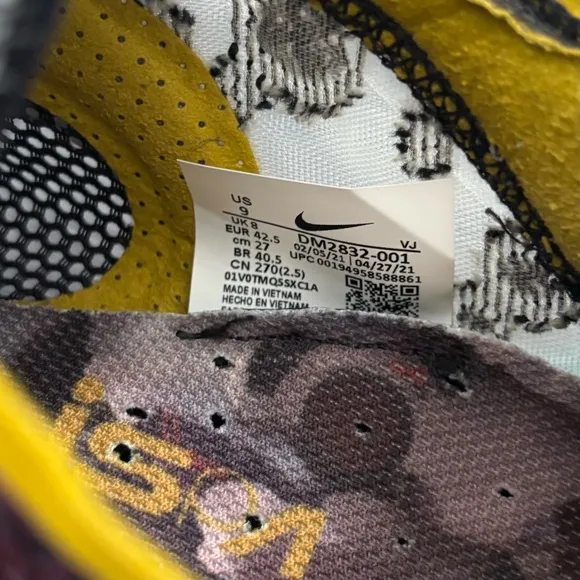 US
9
UK 8
EUR 42.5
cm 27
BR 40.5
CN 270(2.5)
01V0TMQ5SXC1A
MADE IN VIETNAM
HECHO EN VIETNAM
DM2832-001 VJ
02/05/21 | 04/27/21
UPC 00194958588861